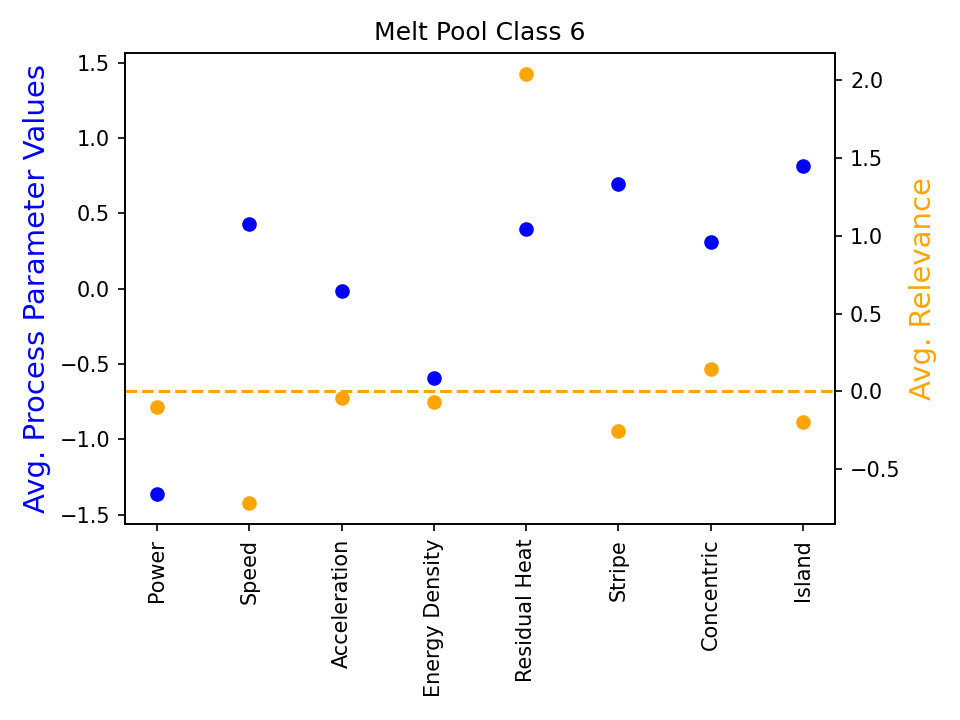 Melt Pool Class 6
Avg. Process Parameter Values
1.5
1.0
0.5
0.0
−0.5
−1.0
−1.5
2.0
1.5
1.0
0.5
0.0
−0.5
Avg. Relevance
Power
Speed
Acceleration
Energy Density
Residual Heat
Stripe
Concentric
Island